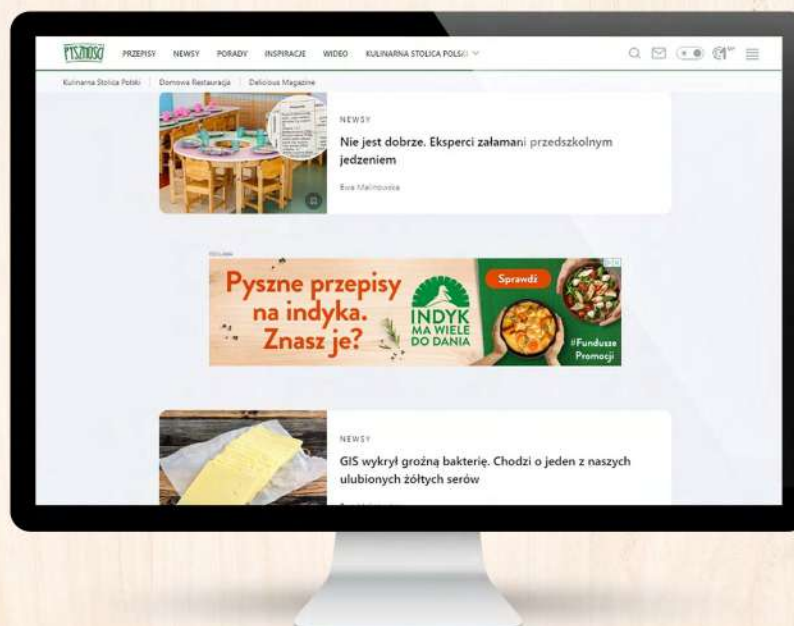 PYSZNOŚCI
PRZEPISY NEWSY PORADY INSPIRACJE WIDEO KULINARNA STOLICA POLSKI
Kulinarna Stolica Polski Domowa Restauracja Delicious Magazine
NEWSY
Nie jest dobrze. Eksperci załamani przedszkolnym
jedzeniem
Ewa Malinowska
REKLAMA
Pyszne przepisy
na indyka.
Znasz je?
INDYK
MA WIELE
DO DANIA
Sprawdź
#Fundusze
Promocji
NEWSY
GIS wykrył groźną bakterię. Chodzi o jeden z naszych
ulubionych żółtych serów